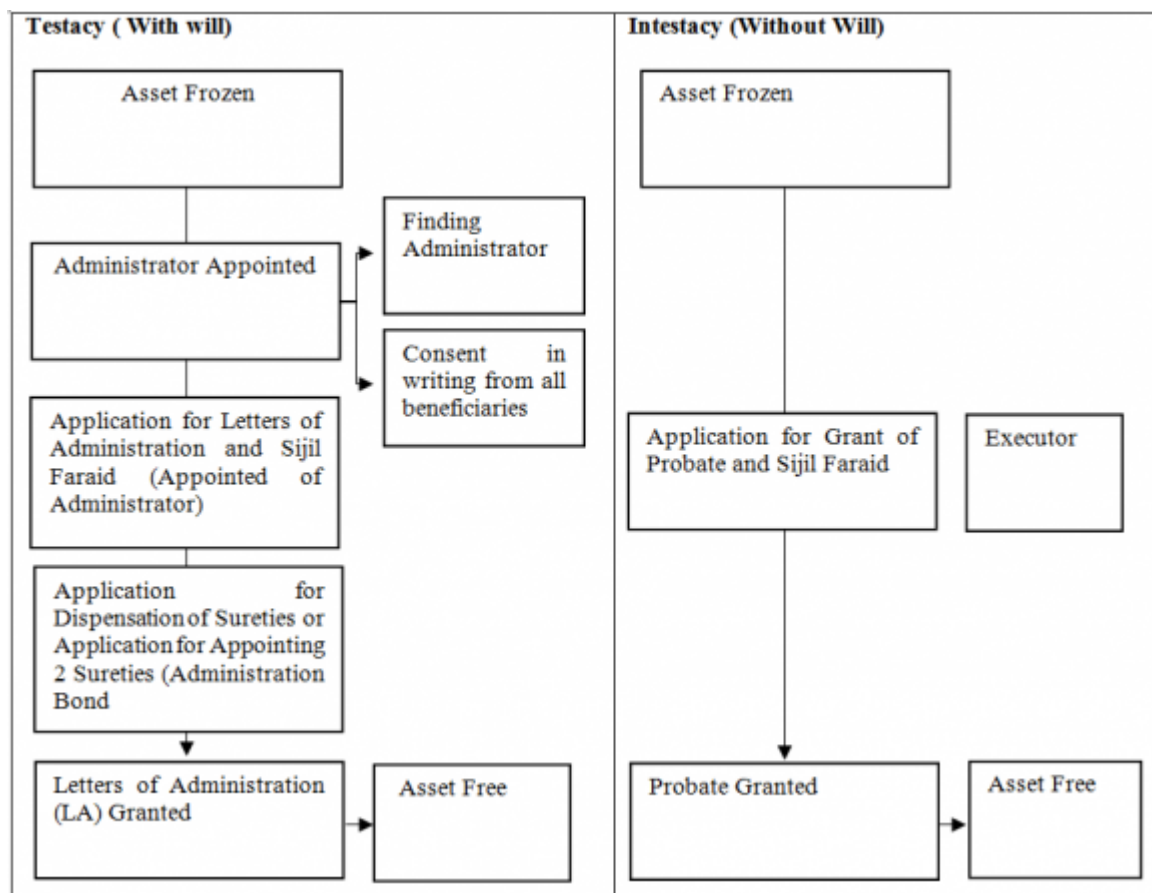 Testacy ( With will)
Asset Frozen
Administrator Appointed
Finding
Administrator
Consent in
writing from all
beneficiaries
Application for Letters of
Administration and Sijil
Faraid (Appointed of
Administrator)
Application for
Dispensation of Sureties or
Application for Appointing
2 Sureties (Administration
Bond
Letters of Administration
(LA) Granted
Asset Free
Intestacy (Without Will)
Asset Frozen
Application for Grant of
Probate and Sijil Faraid
Executor
Probate Granted
Asset Free